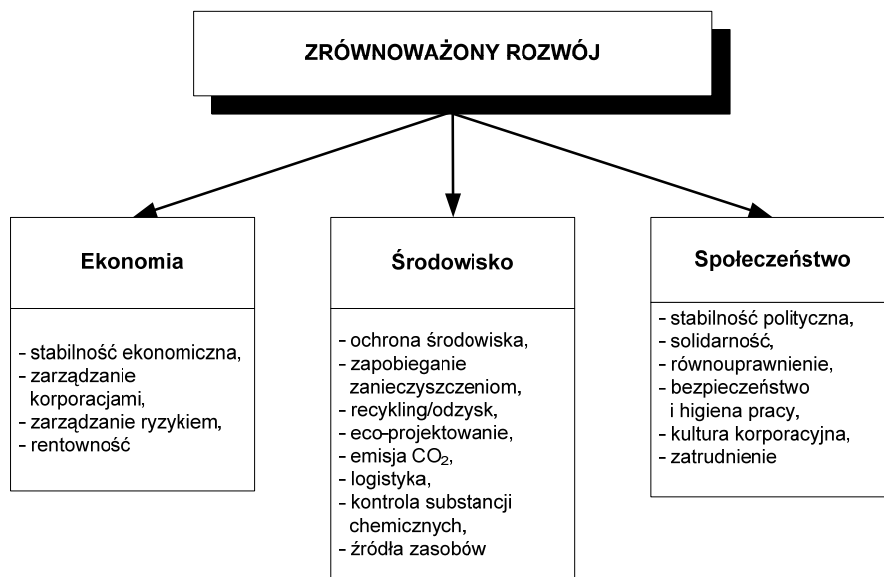 ZRÓWNOWAŻONY ROZWÓJ
Ekonomia
- stabilność ekonomiczna,
- zarządzanie
korporacjami,
- zarządzanie ryzykiem,
- rentowność
Środowisko
- ochrona środowiska,
- zapobieganie
zanieczyszczeniom,
- recykling/odzysk,
- eco-projektowanie,
- emisja CO₂,
- logistyka,
- kontrola substancji
chemicznych,
- źródła zasobów
Społeczeństwo
- stabilność polityczna,
- solidarność,
- równouprawnienie,
- bezpieczeństwo
i higiena pracy,
- kultura korporacyjna,
- zatrudnienie